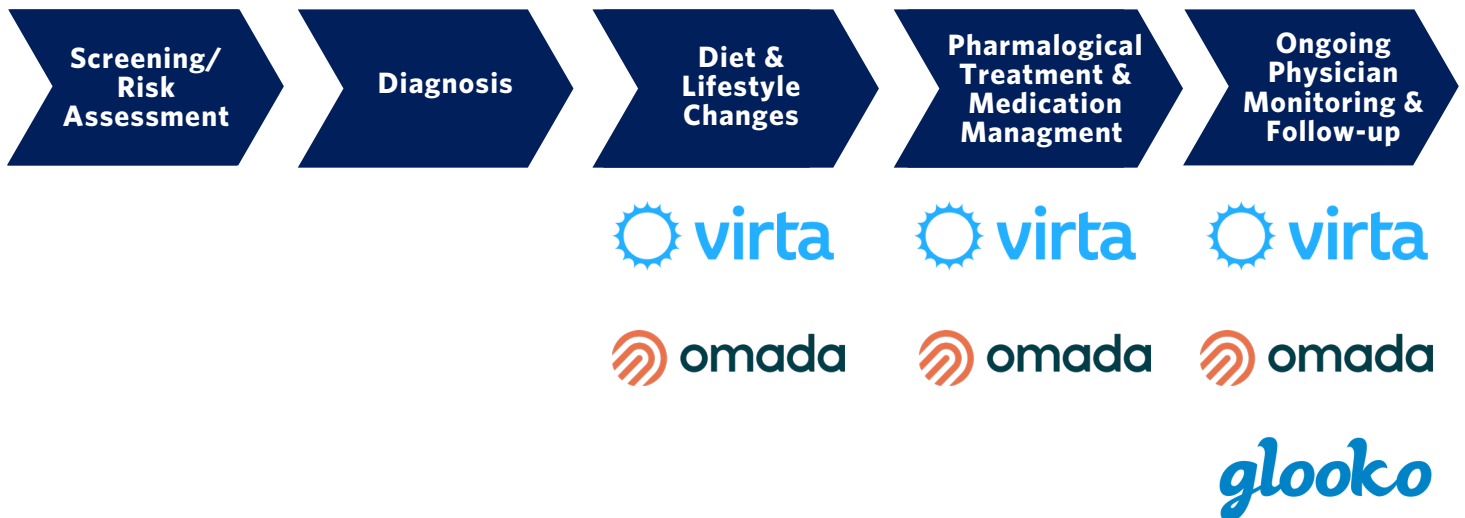 Screening/
Risk
Assessment
Diagnosis
Diet &
Lifestyle
Changes
Pharmalogical
Treatment &
Medication
Managment
Ongoing
Physician
Monitoring &
Follow-up
virta
virta
virta
omada
omada
omada
glooko